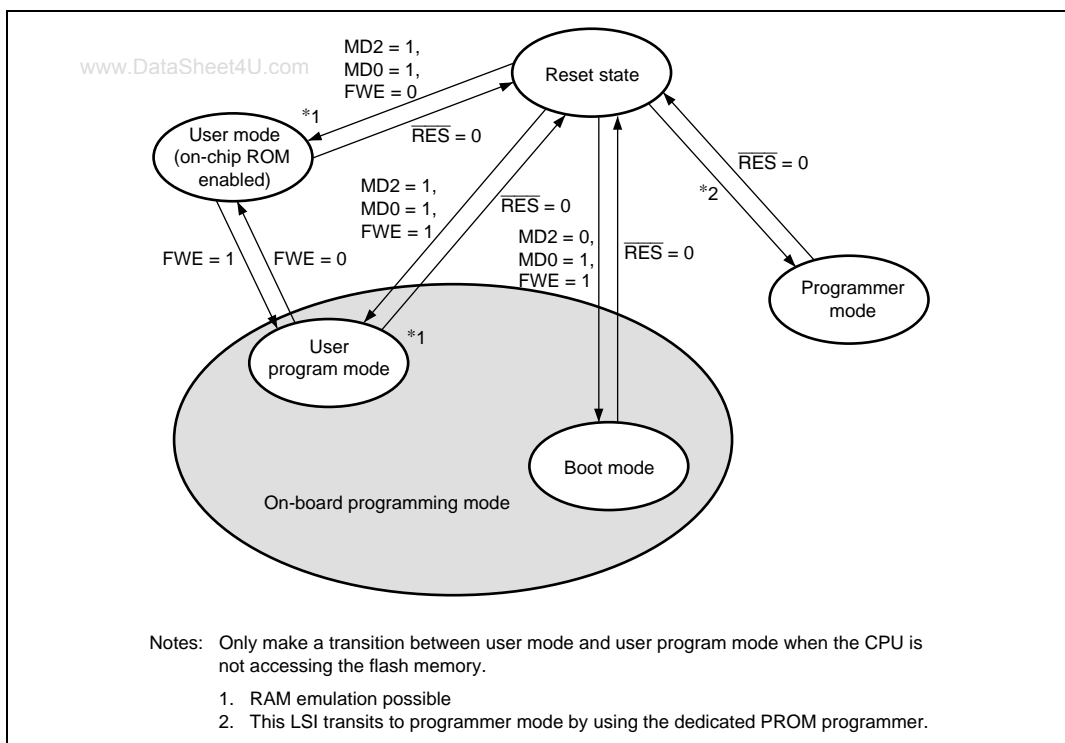 www.DataSheet4U.com
MD2 = 1,
MD0 = 1,
FWE = 0
Reset state
*1
RES = 0
User mode
(on-chip ROM
enabled)
MD2 = 1,
MD0 = 1,
FWE = 1
RES = 0
MD2 = 0,
MD0 = 1,
FWE = 1
RES = 0
*2
RES = 0
FWE = 1
FWE = 0
Programmer
mode
User
program mode
*1
Boot mode
On-board programming mode
Notes: Only make a transition between user mode and user program mode when the CPU is
not accessing the flash memory.
1. RAM emulation possible
2. This LSI transits to programmer mode by using the dedicated PROM programmer.